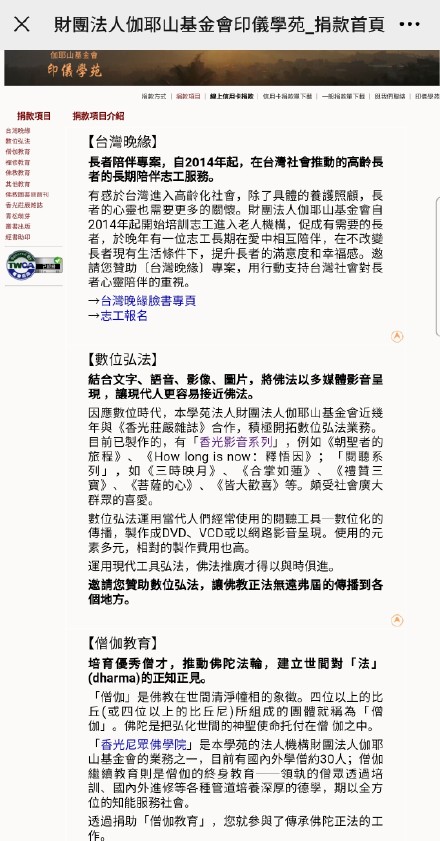 財團法人伽耶山基金會印儀學苑_捐款首頁
伽耶山基金會
印儀學苑
捐款方式 | 捐款項目 | 線上信用卡捐款 | 信用卡捐款單下載 | 一般捐款單下載 | 與我們聯絡 | 印儀學苑
捐款項目
捐款項目介紹
台灣晚緣
數位弘法
僧伽教育
禪修教育
佛教教育
其他教育
香光莊嚴雜誌
叢書出版
經書助印
TWCA
【台灣晚緣】
長者陪伴專案，自2014年起，在台灣社會推動的高齡長
者的長期陪伴志工服務。
有感於台灣進入高齡化社會，除了具體的養護照顧，長
者的心靈也需要更多的關懷。財團法人伽耶山基金會自
2014年起開始培訓志工進入老人機構，促成有需要的長
者，於晚年有一位志工長期在愛中相互陪伴，在不改變
長者現有生活條件下，提升長者的滿意度和幸福感。邀
請您贊助〔台灣晚緣〕專案，用行動支持台灣社會對長
者心靈陪伴的重視。
→台灣晚緣臉書專頁
→志工報名
【數位弘法】
結合文字、語音、影像、圖片，將佛法以多媒體影音呈
現 ，讓現代人更容易接近佛法。
因應數位時代，本學苑法人財團法人伽耶山基金會近幾
年與《香光莊嚴雜誌》合作，積極開拓數位弘法業務。
目前已製作的，有「香光影音系列」，例如《朝聖者的
旅程》、《How long is now：釋悟因》；「閱聽系
列」，如《三時映月》、《合掌如蓮》、《禮贊三
寶》、《菩薩的心》、《皆大歡喜》等。頗受社會廣大
群眾的喜愛。
數位弘法運用當代人們經常使用的閱聽工具─數位化的
傳播，製作成DVD、VCD或以網路影音呈現。使用的元
素多元，相對的製作費用也高。
運用現代工具弘法，佛法推廣才得以與時俱進。
邀請您贊助數位弘法，讓佛教正法無遠弗屆的傳播到各
個地方。
【僧伽教育】
培育優秀僧才，推動佛陀法輪，建立世間對「法」
(dharma)的正知正見。
「僧伽」是佛教在世間清淨幢相的象徵。四位以上的比
丘(或四位以上的比丘尼)所組成的團體就稱為「僧
伽」。佛陀是把弘化世間的神聖使命托付在僧 伽之中。
「香光尼眾佛學院」是本學苑的法人機構財團法人伽耶
山基金會的業務之一，目前有國內外學僧約30人；僧伽
繼續教育則是僧伽的終身教育──領執的僧眾透過培
訓、國內外進修等各種管道培養深厚的德學，期以全方
位的知能服務社會。
透過捐助「僧伽教育」，您就參與了傳承佛陀正法的工
作。